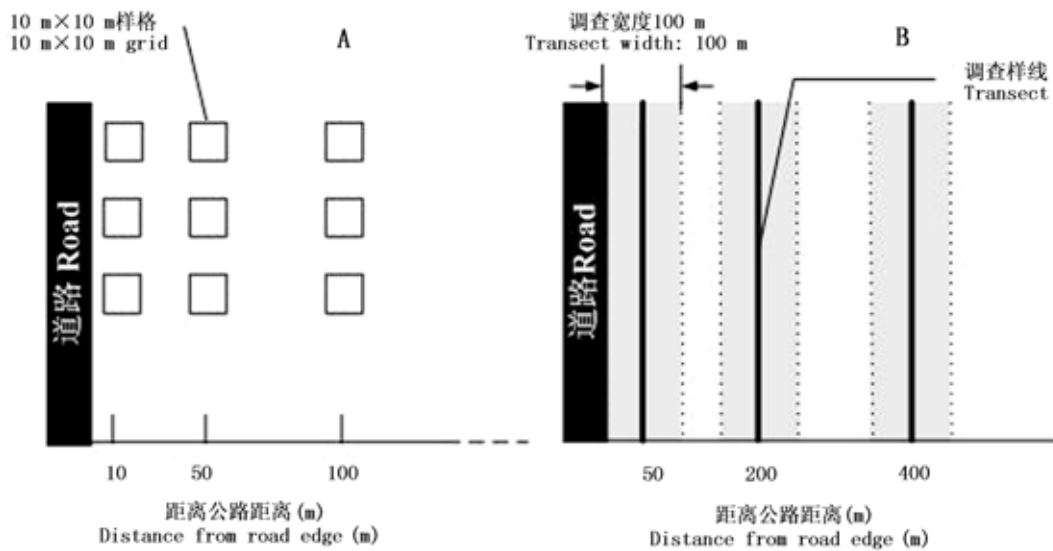 10 m×10 m样格
10 m×10 m grid
A
道路 Road
10 50 100
距离公路距离(m)
Distance from road edge(m)
调查宽度100 m
Transect width: 100 m
B
调查样线
Transect
道路Road
50 200 400
距离公路距离(m)
Distance from road edge(m)